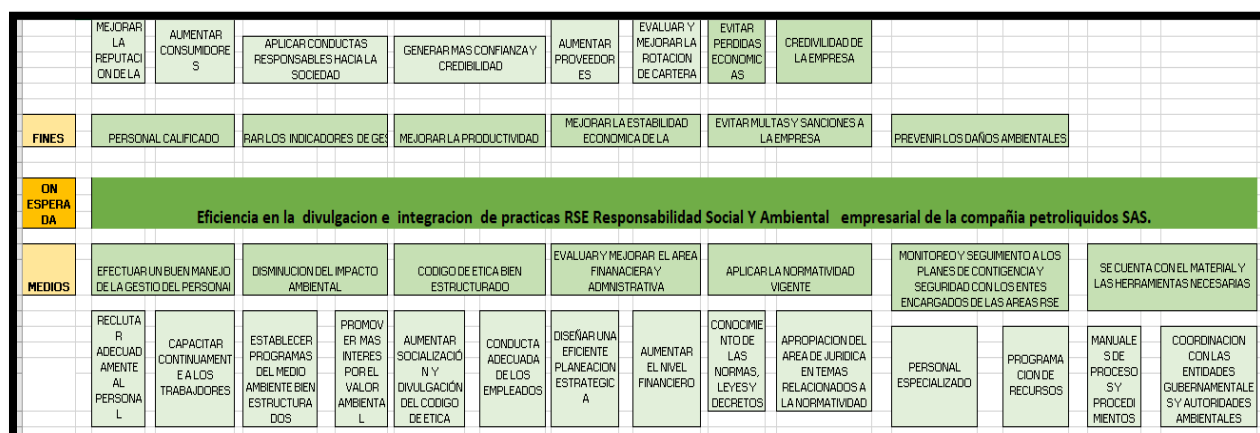 MEJORAR
LA
REPUTACI
ON DE LA
AUMENTAR
CONSUMIDORE
S
APLICAR CONDUCTAS
RESPONSABLES HACIA LA
SOCIEDAD
GENERAR MAS CONFIANZA Y
CREDIBILIDAD
AUMENTAR
PROVEEDOR
ES
EVALUAR Y
MEJORAR LA
ROTACION
DE CARTERA
EVITAR
PERDIDAS
ECONOMIC
AS
CREDIVILIDAD DE
LA EMPRESA
FINES
PERSONAL CALIFICADO
RAR LOS INDICADORES DE GES
MEJORAR LA PRODUCTIVIDAD
MEJORAR LA ESTABILIDAD
ECONOMICA DE LA
EVITAR MULTAS Y SANCIONES A
LA EMPRESA
PREVENIR LOS DAÑOS AMBIENTALES
ON
ESPERA
DA
Eficiencia en la divulgacion e integracion de practicas RSE Responsabilidad Social Y Ambiental empresarial de la compañia petroliquidos SAS.
MEDIOS
EFECTUAR UN BUEN MANEJO
DE LA GESTIO DEL PERSONAl
DISMINUCION DEL IMPACTO
AMBIENTAL
CODIGO DE ETICA BIEN
ESTRUCTURADO
EVALUAR Y MEJORAR EL AREA
FINANACIERA Y
ADMNISTRATIVA
APLICAR LA NORMATIVIDAD
VIGENTE
MONITOREO Y SEGUIMIENTO A LOS
PLANES DE CONTIGENCIA Y
SEGURIDAD CON LOS ENTES
ENCARGADOS DE LAS AREAS RSE
SE CUENTA CON EL MATERIAL Y
LAS HERRAMIENTAS NECESARIAS
RECLUTA
R
ADECUAD
AMENTE
AL
PERSONA
L
CAPACITAR
CONTINUAMENT
E A LOS
TRABAJDORES
ESTABLECER
PROGRAMAS
DEL MEDIO
AMBIENTE BIEN
ESTRUCTURA
DOS
PROMOV
ER MAS
INTERES
POR EL
VALOR
AMBIENTA
L
AUMENTAR
SOCIALIZACIÓ
N Y
DIVULGACIÓN
DEL CODIGO
DE ETICA
CONDUCTA
ADECUADA
DE LOS
EMPLEADOS
DISEÑAR UNA
EFICIENTE
PLANEACION
ESTRATEGIC
A
AUMENTAR
EL NIVEL
FINANCIERO
CONOCIMIE
NTO DE
LAS
NORMAS,
LEYES Y
DECRETOS
APROPIACION DEL
AREA DE JURIDICA
EN TEMAS
RELACIONADOS A
LA NORMATIVIDAD
PERSONAL
ESPECIALIZADO
PROGRAMA
CION DE
RECURSOS
MANUALE
S DE
PROCESO
S Y
PROCEDI
MIENTOS
COORDINACION
CON LAS
ENTIDADES
GUBERNAMENTALE
S Y AUTORIDADES
AMBIENTALES